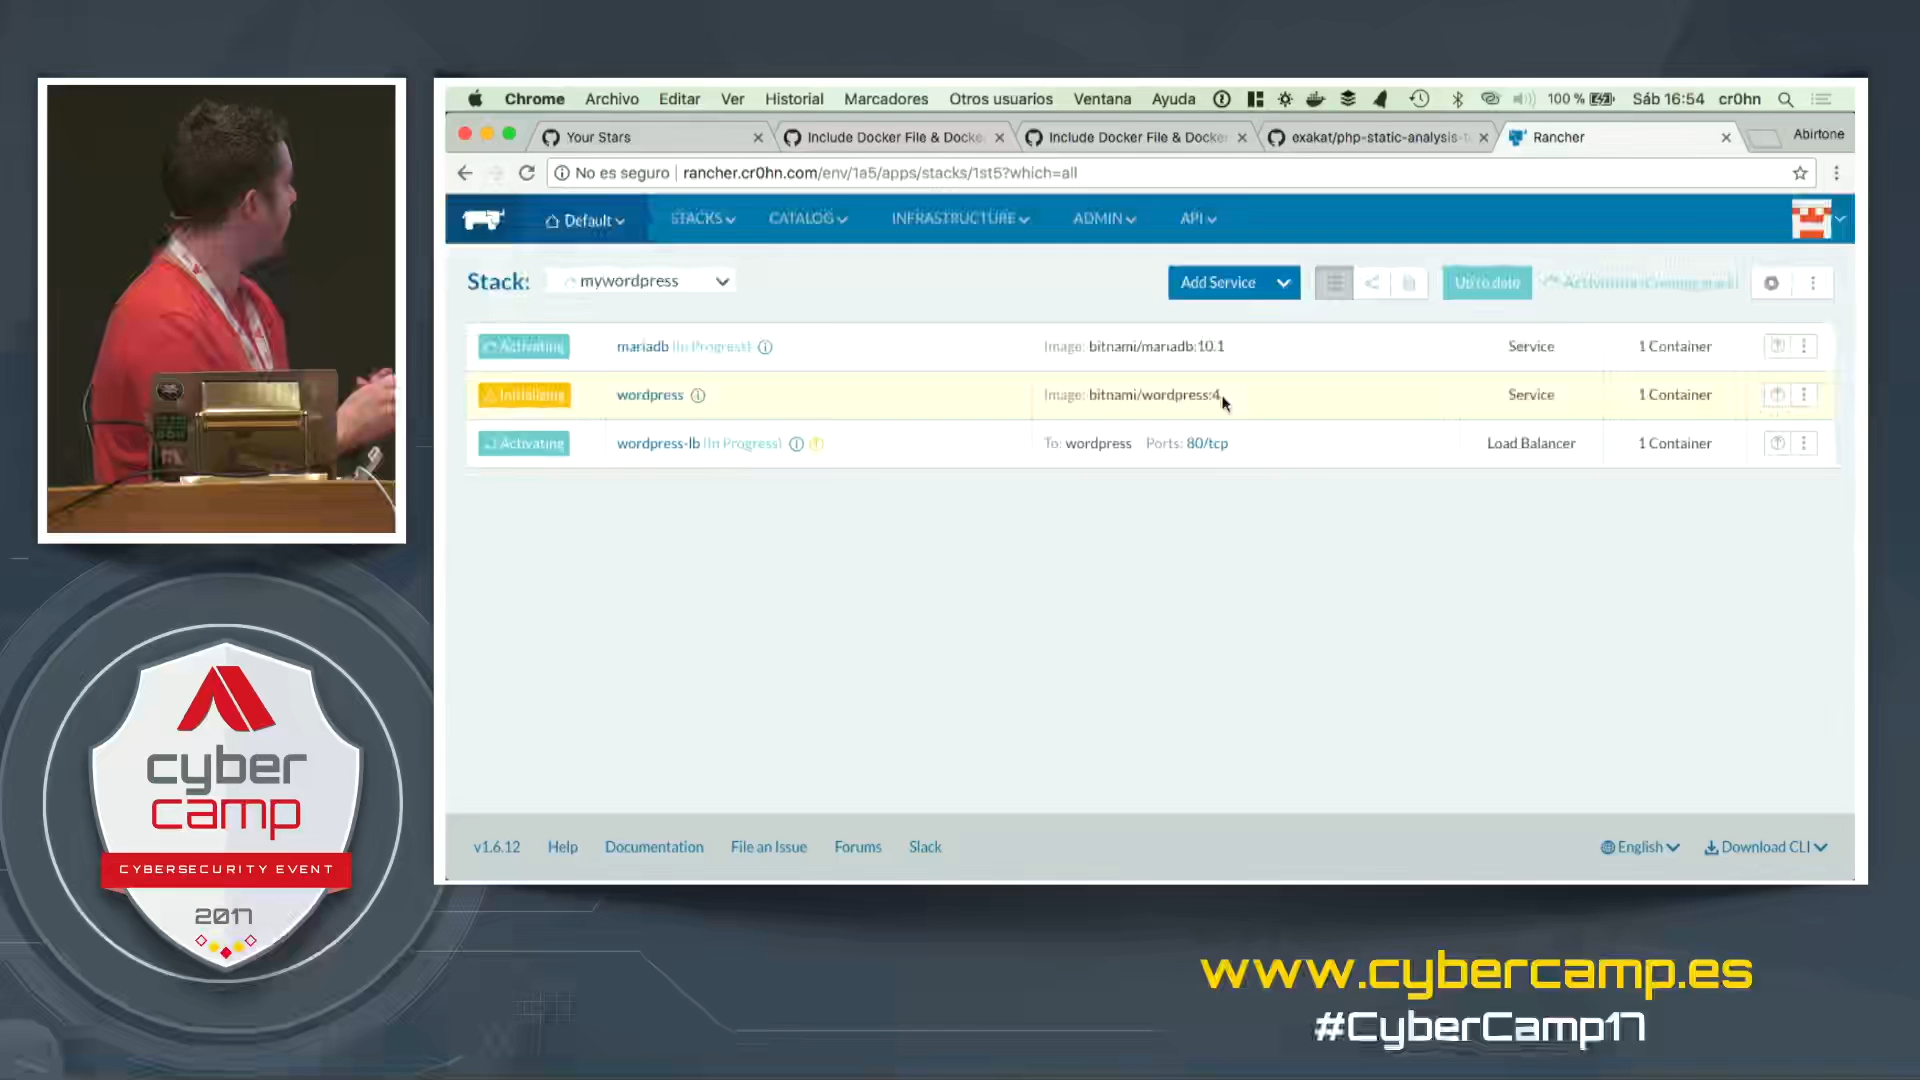 Chrome Archivo Editar Ver Historial Marcadores Otros usuarios Ventana Ayuda 100 % Sáb 16:54 cr0hn
Your Stars Include Docker File & Docke Include Docker File & Docke exakat/php-static-analysis-t Rancher Abirtone
No es seguro rancher.cr0hn.com/env/1a5/apps/stacks/1st5?which=all
Default STACKS CATALOG INFRASTRUCTURE ADMIN API
Stack: mywordpress Add Service Up to date
Activating mariadb (In Progress) Image: bitnami/mariadb:10.1 Service 1 Container
Initializing wordpress Image: bitnami/wordpress:4 Service 1 Container
Activating wordpress-lb (In Progress) To: wordpress Ports: 80/tcp Load Balancer 1 Container
v1.6.12 Help Documentation File an Issue Forums Slack English Download CLI
cyber
camp
CYBERSECURITY EVENT
2017
www.cybercamp.es
#CyberCamp17